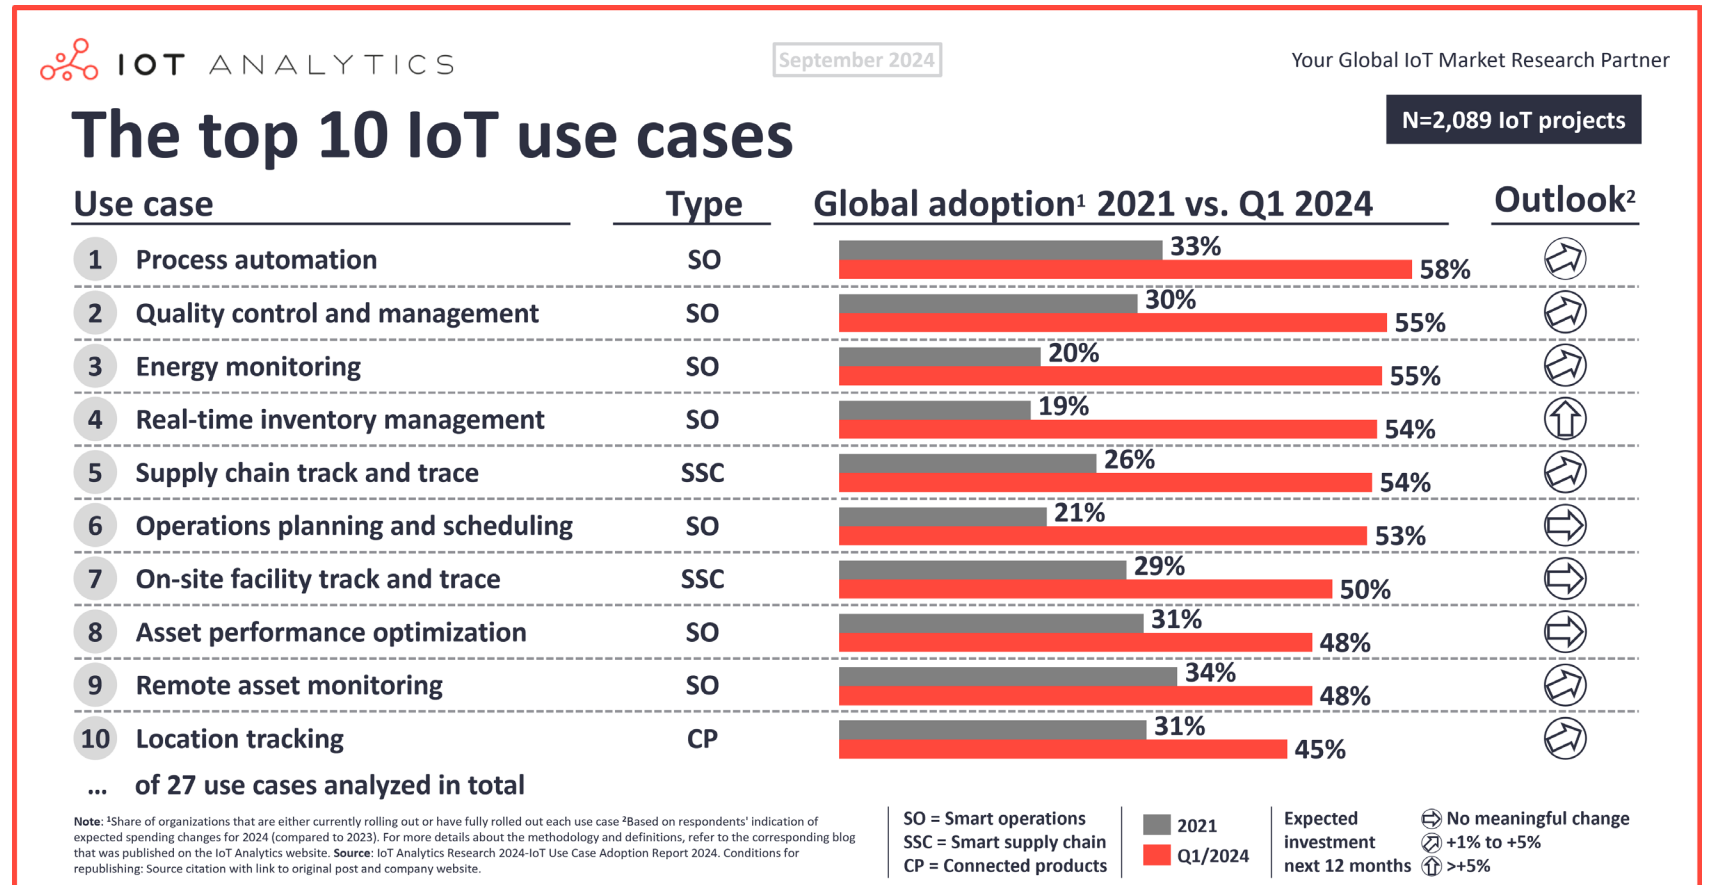 IOT ANALYTICS
September 2024
Your Global IoT Market Research Partner
The top 10 IoT use cases
N=2,089 IoT projects
Use case Type Global adoption¹ 2021 vs. Q1 2024 Outlook²
1 Process automation SO 33% 58%
2 Quality control and management SO 30% 55%
3 Energy monitoring SO 20% 55%
4 Real-time inventory management SO 19% 54%
5 Supply chain track and trace SSC 26% 54%
6 Operations planning and scheduling SO 21% 53%
7 On-site facility track and trace SSC 29% 50%
8 Asset performance optimization SO 31% 48%
9 Remote asset monitoring SO 34% 48%
10 Location tracking CP 31% 45%
... of 27 use cases analyzed in total
Note: ¹Share of organizations that are either currently rolling out or have fully rolled out each use case ²Based on respondents' indication of
expected spending changes for 2024 (compared to 2023). For more details about the methodology and definitions, refer to the corresponding blog
that was published on the IoT Analytics website. Source: IoT Analytics Research 2024-IoT Use Case Adoption Report 2024. Conditions for
republishing: Source citation with link to original post and company website.
SO = Smart operations
SSC = Smart supply chain
CP = Connected products
2021
Q1/2024
Expected
investment
next 12 months
No meaningful change
+1% to +5%
>+5%